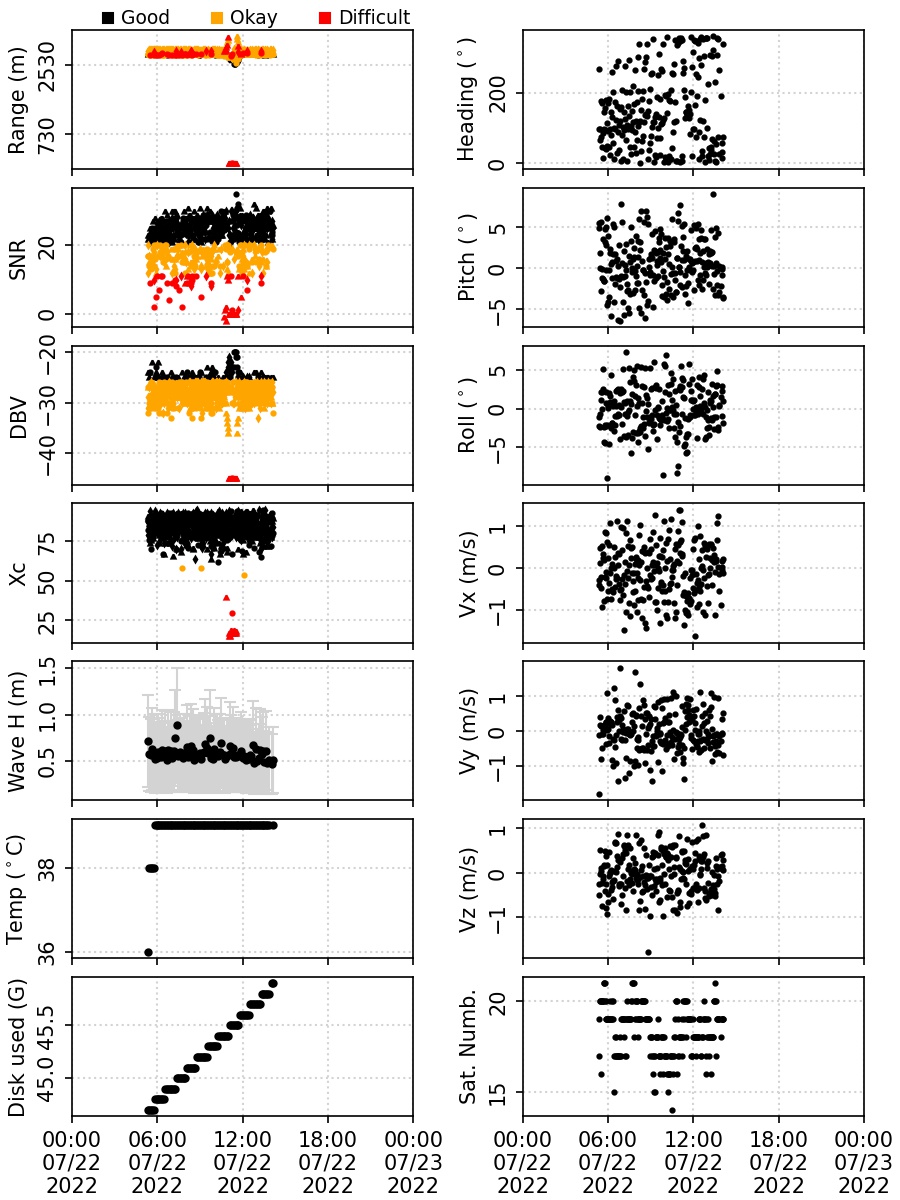 Good Okay Difficult
Range (m)
2530
730
Heading (°)
200
0
SNR
20
0
Pitch (°)
5
0
−5
DBV
−20
−30
−40
Roll (°)
5
0
−5
Xc
75
50
25
Vx (m/s)
1
0
−1
Wave H (m)
1.5
1.0
0.5
Vy (m/s)
1
0
−1
Temp (°C)
38
36
Vz (m/s)
1
0
−1
Disk used (G)
45.5
45.0
Sat. Numb.
20
15
00:00 06:00 12:00 18:00 00:00
07/22 07/22 07/22 07/22 07/23
2022 2022 2022 2022 2022
00:00 06:00 12:00 18:00 00:00
07/22 07/22 07/22 07/22 07/23
2022 2022 2022 2022 2022